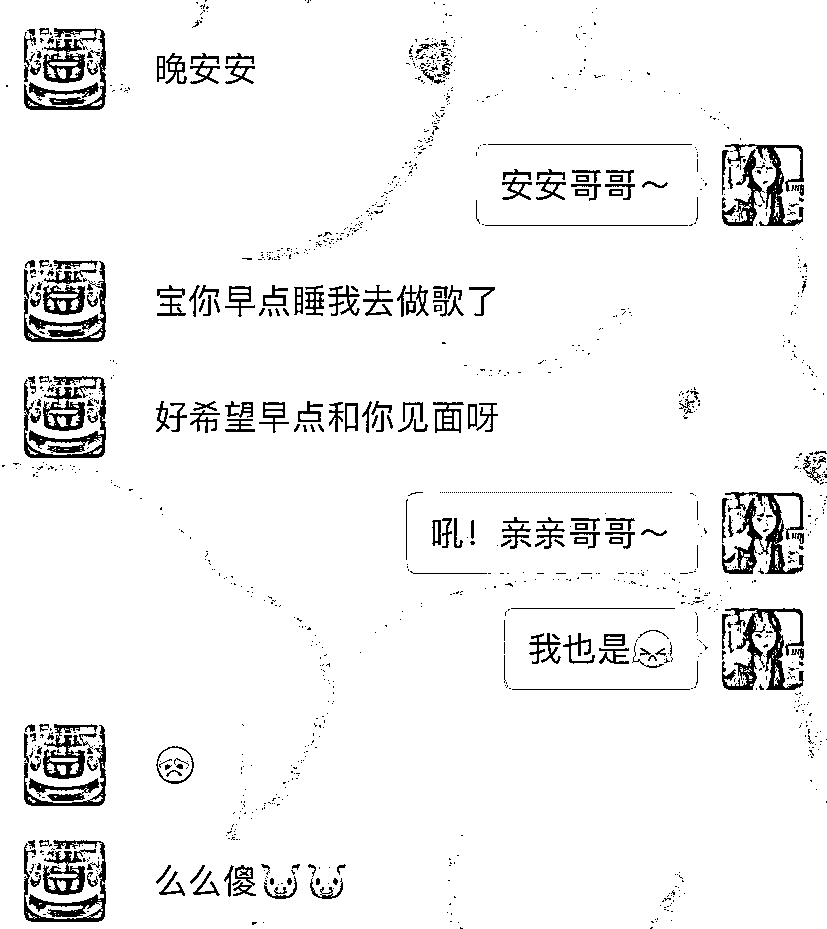 晚安安
安安哥哥～
宝你早点睡我去做歌了
好希望早点和你见面呀
吼！亲亲哥哥～
我也是
么么傻